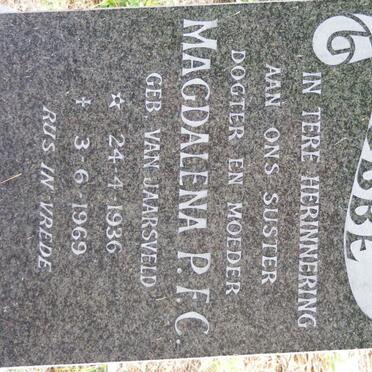 IN TERE HERINNERING
AAN ONS SUSTER
DOGTER EN MOEDER
MAGDALENA P.F.C.
GEB VAN JAARSVELD
☆ 24-4-1936
† 3-6-1969
RUS IN VREDE